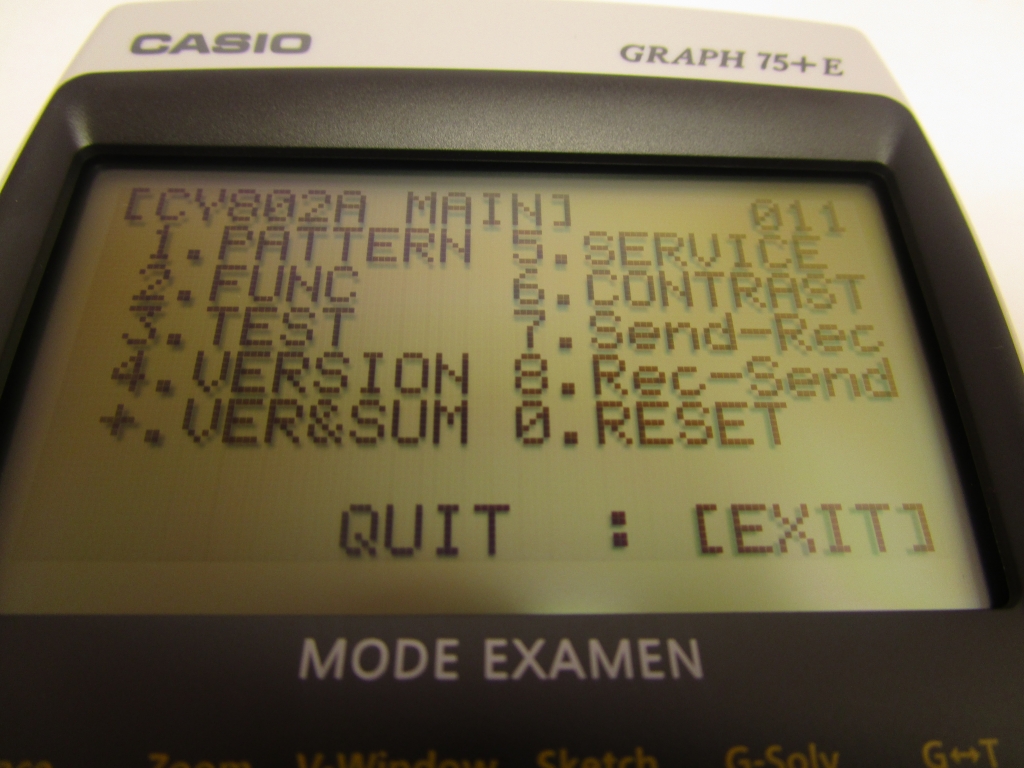 CASIO GRAPH 75+E
[CY802A MAIN] 011
1.PATTERN 5.SERVICE
2.FUNC 6.CONTRAST
3.TEST 7.Send-Rec
4.VERSION 8.Rec-Send
+.VER&SUM 0.RESET
QUIT : [EXIT]
MODE EXAMEN
Zoom V-Window Sketch G-Solv G↔T